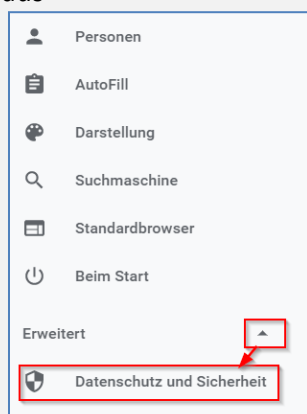 Personen
AutoFill
Darstellung
Suchmaschine
Standardbrowser
Beim Start
Erweitert
Datenschutz und Sicherheit